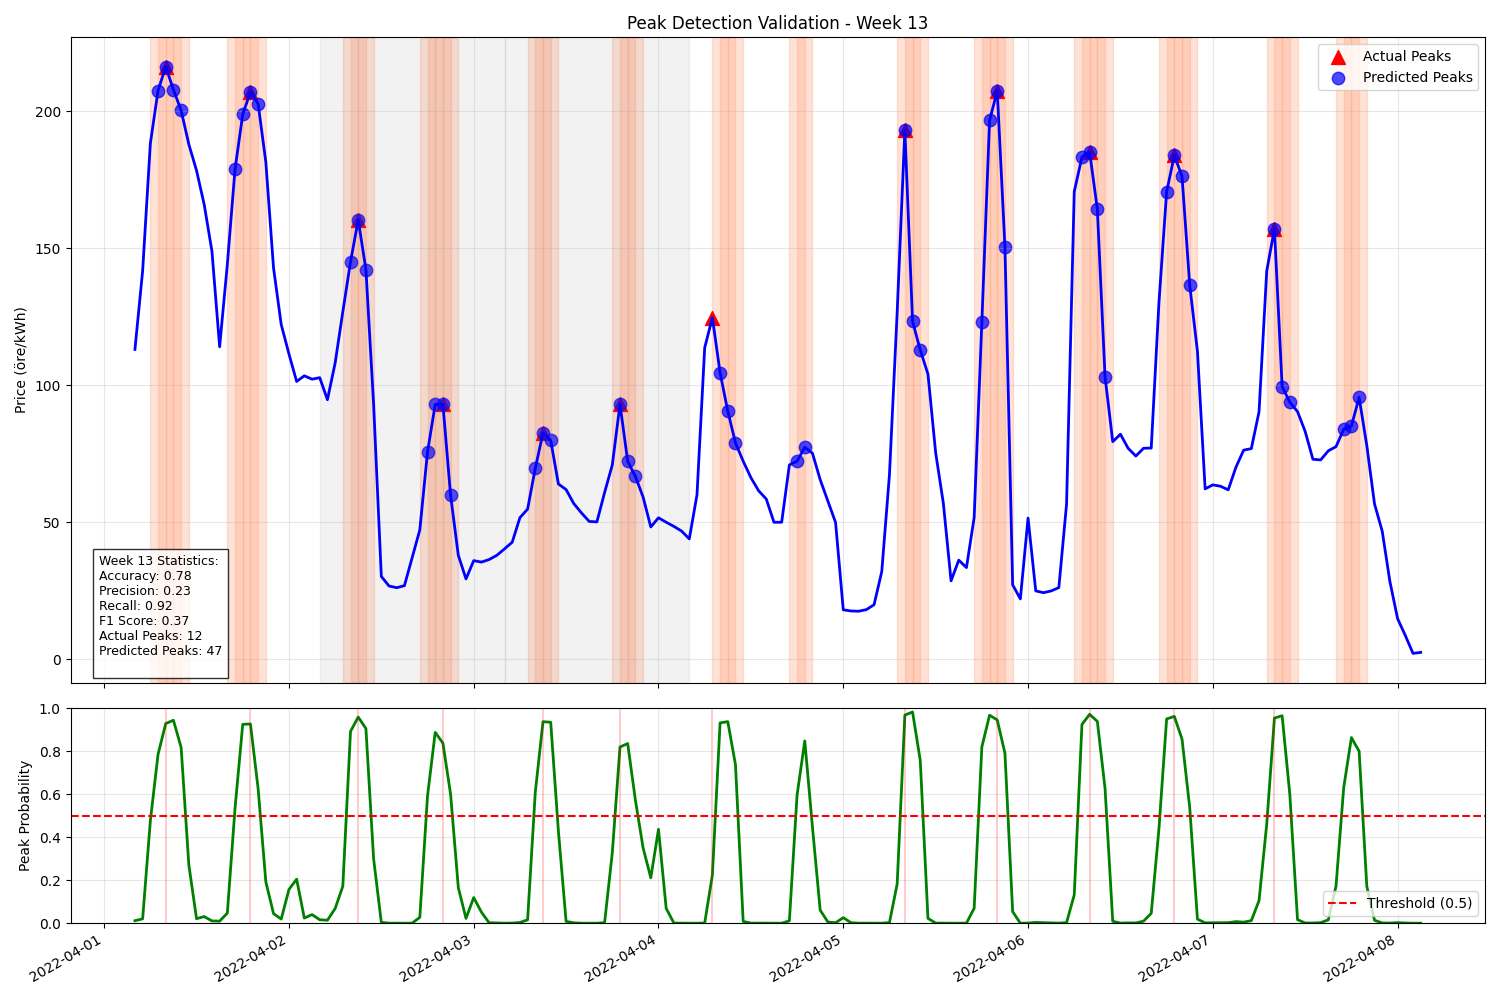 Peak Detection Validation - Week 13
Actual Peaks
Predicted Peaks
Price (öre/kWh)
200
150
100
50
0
Week 13 Statistics:
Accuracy: 0.78
Precision: 0.23
Recall: 0.92
F1 Score: 0.37
Actual Peaks: 12
Predicted Peaks: 47
Peak Probability
1.0
0.8
0.6
0.4
0.2
0.0
Threshold (0.5)
2022-04-01
2022-04-02
2022-04-03
2022-04-04
2022-04-05
2022-04-06
2022-04-07
2022-04-08